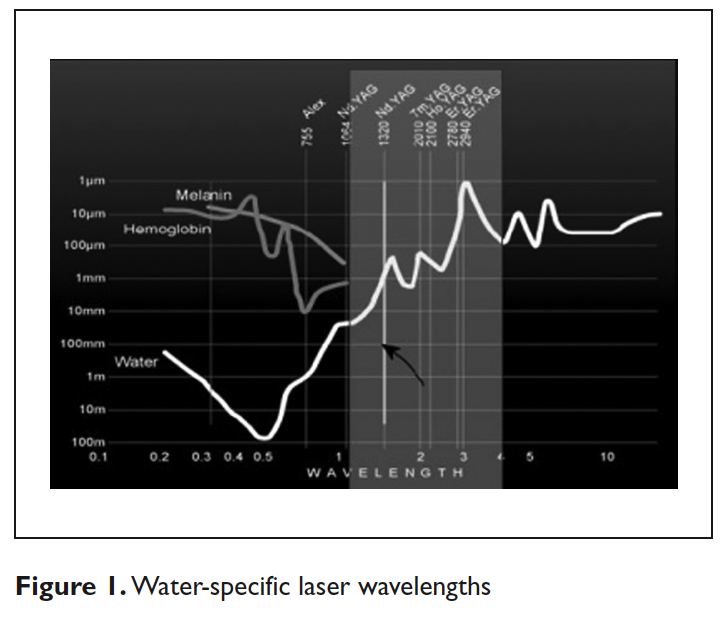 Alex
Nd.YAG
Nd.YAG
Tm.YAG
Ho.YAG
Er.YAG
Er.YAG
755
1064
1320
2010
2100
2780
2940
1µm
Melanin
10µm
Hemoglobin
100µm
1mm
10mm
100mm
Water
1m
10m
100m
0.1 0.2 0.3 0.4 0.5 1 2 3 4 5 10
WAVELENGTH
Figure 1. Water-specific laser wavelengths